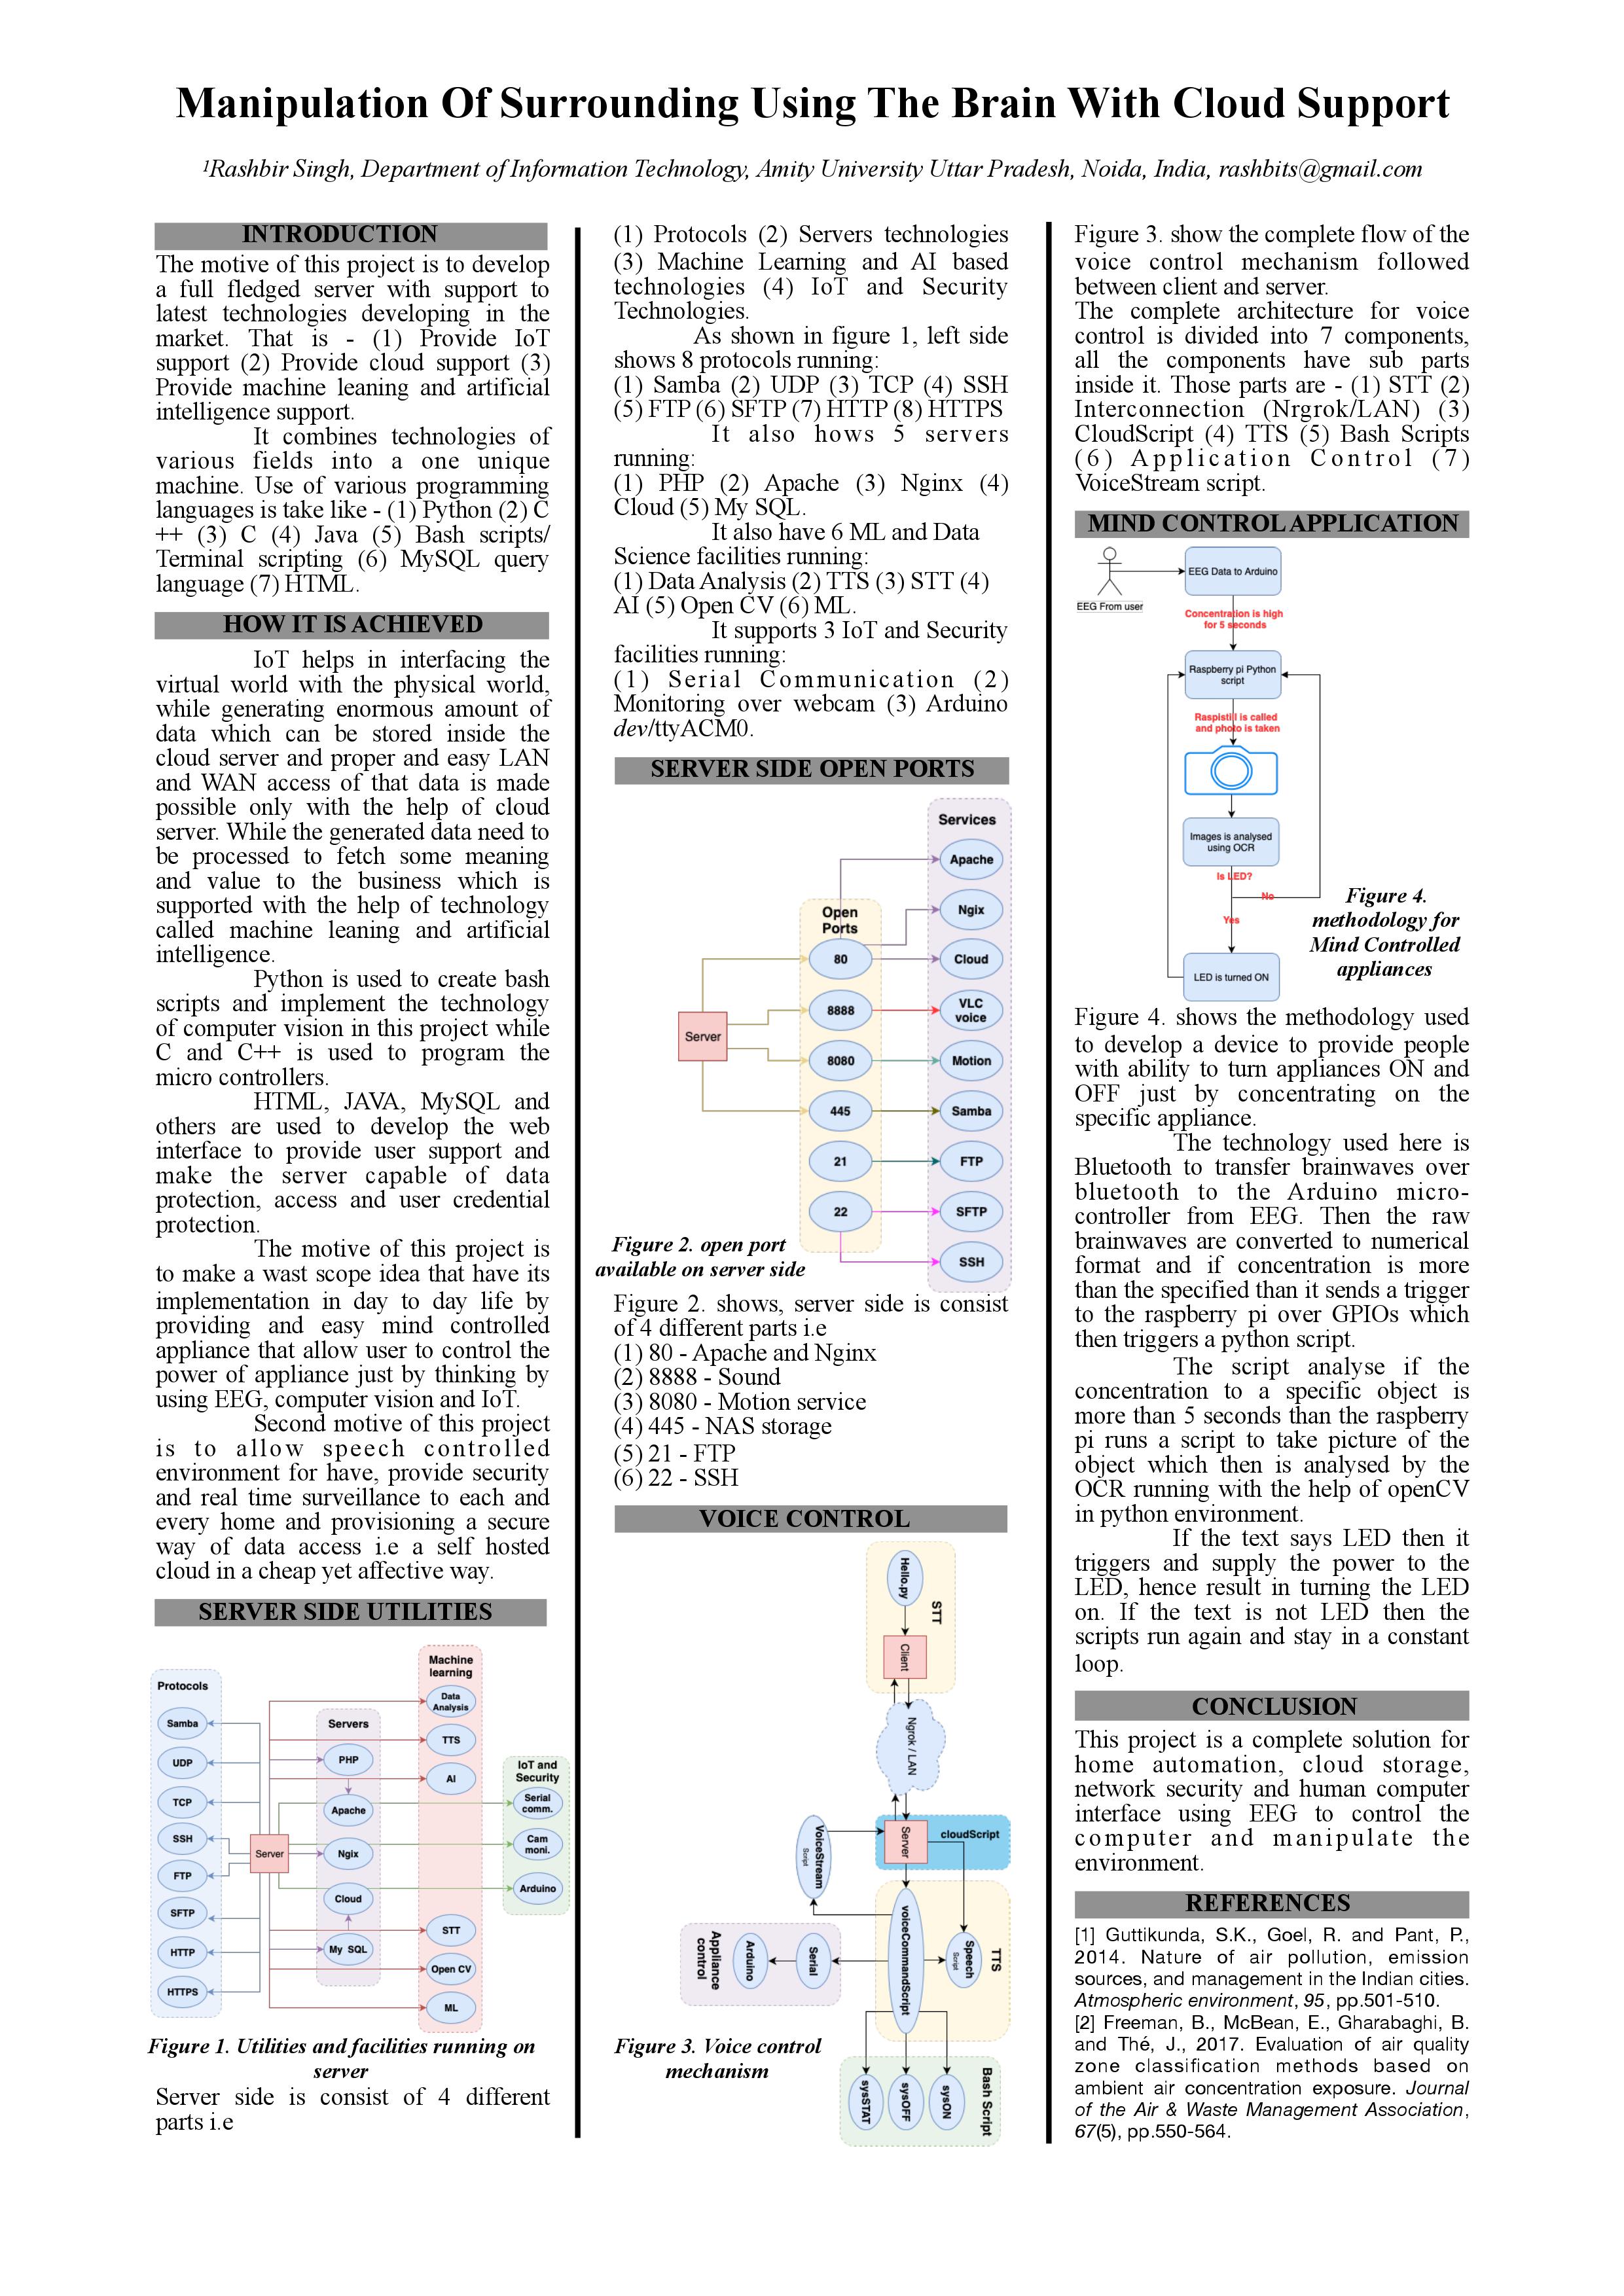 Manipulation Of Surrounding Using The Brain With Cloud Support
¹Rashbir Singh, Department of Information Technology, Amity University Uttar Pradesh, Noida, India, rashbits@gmail.com
INTRODUCTION
The motive of this project is to develop
a full fledged server with support to
latest technologies developing in the
market. That is - (1) Provide IoT
support (2) Provide cloud support (3)
Provide machine leaning and artificial
intelligence support.
It combines technologies of
various fields into a one unique
machine. Use of various programming
languages is take like - (1) Python (2) C
++ (3) C (4) Java (5) Bash scripts/
Terminal scripting (6) MySQL query
language (7) HTML.
HOW IT IS ACHIEVED
IoT helps in interfacing the
virtual world with the physical world,
while generating enormous amount of
data which can be stored inside the
cloud server and proper and easy LAN
and WAN access of that data is made
possible only with the help of cloud
server. While the generated data need to
be processed to fetch some meaning
and value to the business which is
supported with the help of technology
called machine leaning and artificial
intelligence.
Python is used to create bash
scripts and implement the technology
of computer vision in this project while
C and C++ is used to program the
micro controllers.
HTML, JAVA, MySQL and
others are used to develop the web
interface to provide user support and
make the server capable of data
protection, access and user credential
protection.
The motive of this project is
to make a wast scope idea that have its
implementation in day to day life by
providing and easy mind controlled
appliance that allow user to control the
power of appliance just by thinking by
using EEG, computer vision and IoT.
Second motive of this project
is to allow speech controlled
environment for have, provide security
and real time surveillance to each and
every home and provisioning a secure
way of data access i.e a self hosted
cloud in a cheap yet affective way.
SERVER SIDE UTILITIES
Protocols
Samba
UDP
TCP
SSH
FTP
SFTP
HTTP
HTTPS
Server
Servers
PHP
Apache
Ngix
Cloud
My SQL
Machine
learning
Data
Analysis
TTS
AI
STT
Open CV
ML
IoT and
Security
Serial
comm.
Cam
moni.
Arduino
Figure 1. Utilities and facilities running on
server
Server side is consist of 4 different
parts i.e
(1) Protocols (2) Servers technologies
(3) Machine Learning and AI based
technologies (4) IoT and Security
Technologies.
As shown in figure 1, left side
shows 8 protocols running:
(1) Samba (2) UDP (3) TCP (4) SSH
(5) FTP (6) SFTP (7) HTTP (8) HTTPS
It also hows 5 servers
running:
(1) PHP (2) Apache (3) Nginx (4)
Cloud (5) My SQL.
It also have 6 ML and Data
Science facilities running:
(1) Data Analysis (2) TTS (3) STT (4)
AI (5) Open CV (6) ML.
It supports 3 IoT and Security
facilities running:
(1) Serial Communication (2)
Monitoring over webcam (3) Arduino
dev/ttyACM0.
SERVER SIDE OPEN PORTS
Server
Open
Ports
80
8888
8080
445
21
22
Services
Apache
Ngix
Cloud
VLC
voice
Motion
Samba
FTP
SFTP
SSH
Figure 2. open port
available on server side
Figure 2. shows, server side is consist
of 4 different parts i.e
(1) 80 - Apache and Nginx
(2) 8888 - Sound
(3) 8080 - Motion service
(4) 445 - NAS storage
(5) 21 - FTP
(6) 22 - SSH
VOICE CONTROL
STT
Hello.py
Client
Ngrok / LAN
cloudScript
Server
VoiceStream
Script
TTS
Speech
Script
voiceCommandScript
Serial
Arduino
Appliance
control
Bash Script
sysON
sysOFF
sysSTAT
Figure 3. Voice control
mechanism
Figure 3. show the complete flow of the
voice control mechanism followed
between client and server.
The complete architecture for voice
control is divided into 7 components,
all the components have sub parts
inside it. Those parts are - (1) STT (2)
Interconnection (Nrgrok/LAN) (3)
CloudScript (4) TTS (5) Bash Scripts
(6) Application Control (7)
VoiceStream script.
MIND CONTROL APPLICATION
EEG From user
EEG Data to Arduino
Concentration is high
for 5 seconds
Raspberry pi Python
script
Raspistill is called
and photo is taken
Images is analysed
using OCR
Is LED?
No
Yes
LED is turned ON
Figure 4.
methodology for
Mind Controlled
appliances
Figure 4. shows the methodology used
to develop a device to provide people
with ability to turn appliances ON and
OFF just by concentrating on the
specific appliance.
The technology used here is
Bluetooth to transfer brainwaves over
bluetooth to the Arduino micro-
controller from EEG. Then the raw
brainwaves are converted to numerical
format and if concentration is more
than the specified than it sends a trigger
to the raspberry pi over GPIOs which
then triggers a python script.
The script analyse if the
concentration to a specific object is
more than 5 seconds than the raspberry
pi runs a script to take picture of the
object which then is analysed by the
OCR running with the help of openCV
in python environment.
If the text says LED then it
triggers and supply the power to the
LED, hence result in turning the LED
on. If the text is not LED then the
scripts run again and stay in a constant
loop.
CONCLUSION
This project is a complete solution for
home automation, cloud storage,
network security and human computer
interface using EEG to control the
computer and manipulate the
environment.
REFERENCES
[1] Guttikunda, S.K., Goel, R. and Pant, P.,
2014. Nature of air pollution, emission
sources, and management in the Indian cities.
Atmospheric environment, 95, pp.501-510.
[2] Freeman, B., McBean, E., Gharabaghi, B.
and Thé, J., 2017. Evaluation of air quality
zone classification methods based on
ambient air concentration exposure. Journal
of the Air & Waste Management Association,
67(5), pp.550-564.